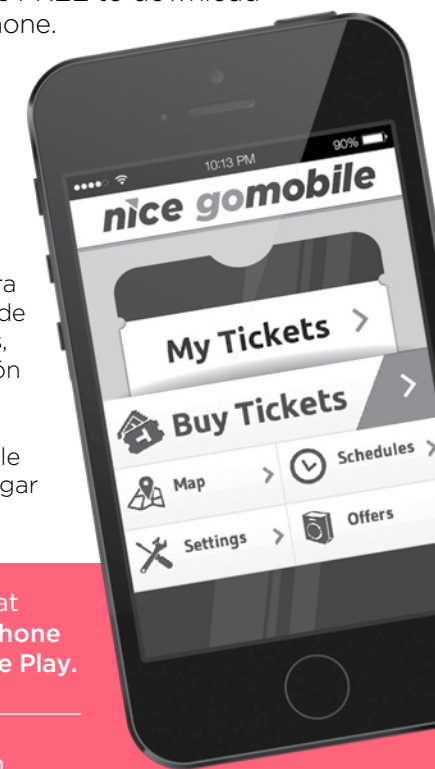 FREE to download
hone.
ra
de
s,
ón
le
gar
at
hone
e Play.
10:13 PM
90%
nice gomobile
My Tickets
Buy Tickets
Map
Schedules
Settings
Offers